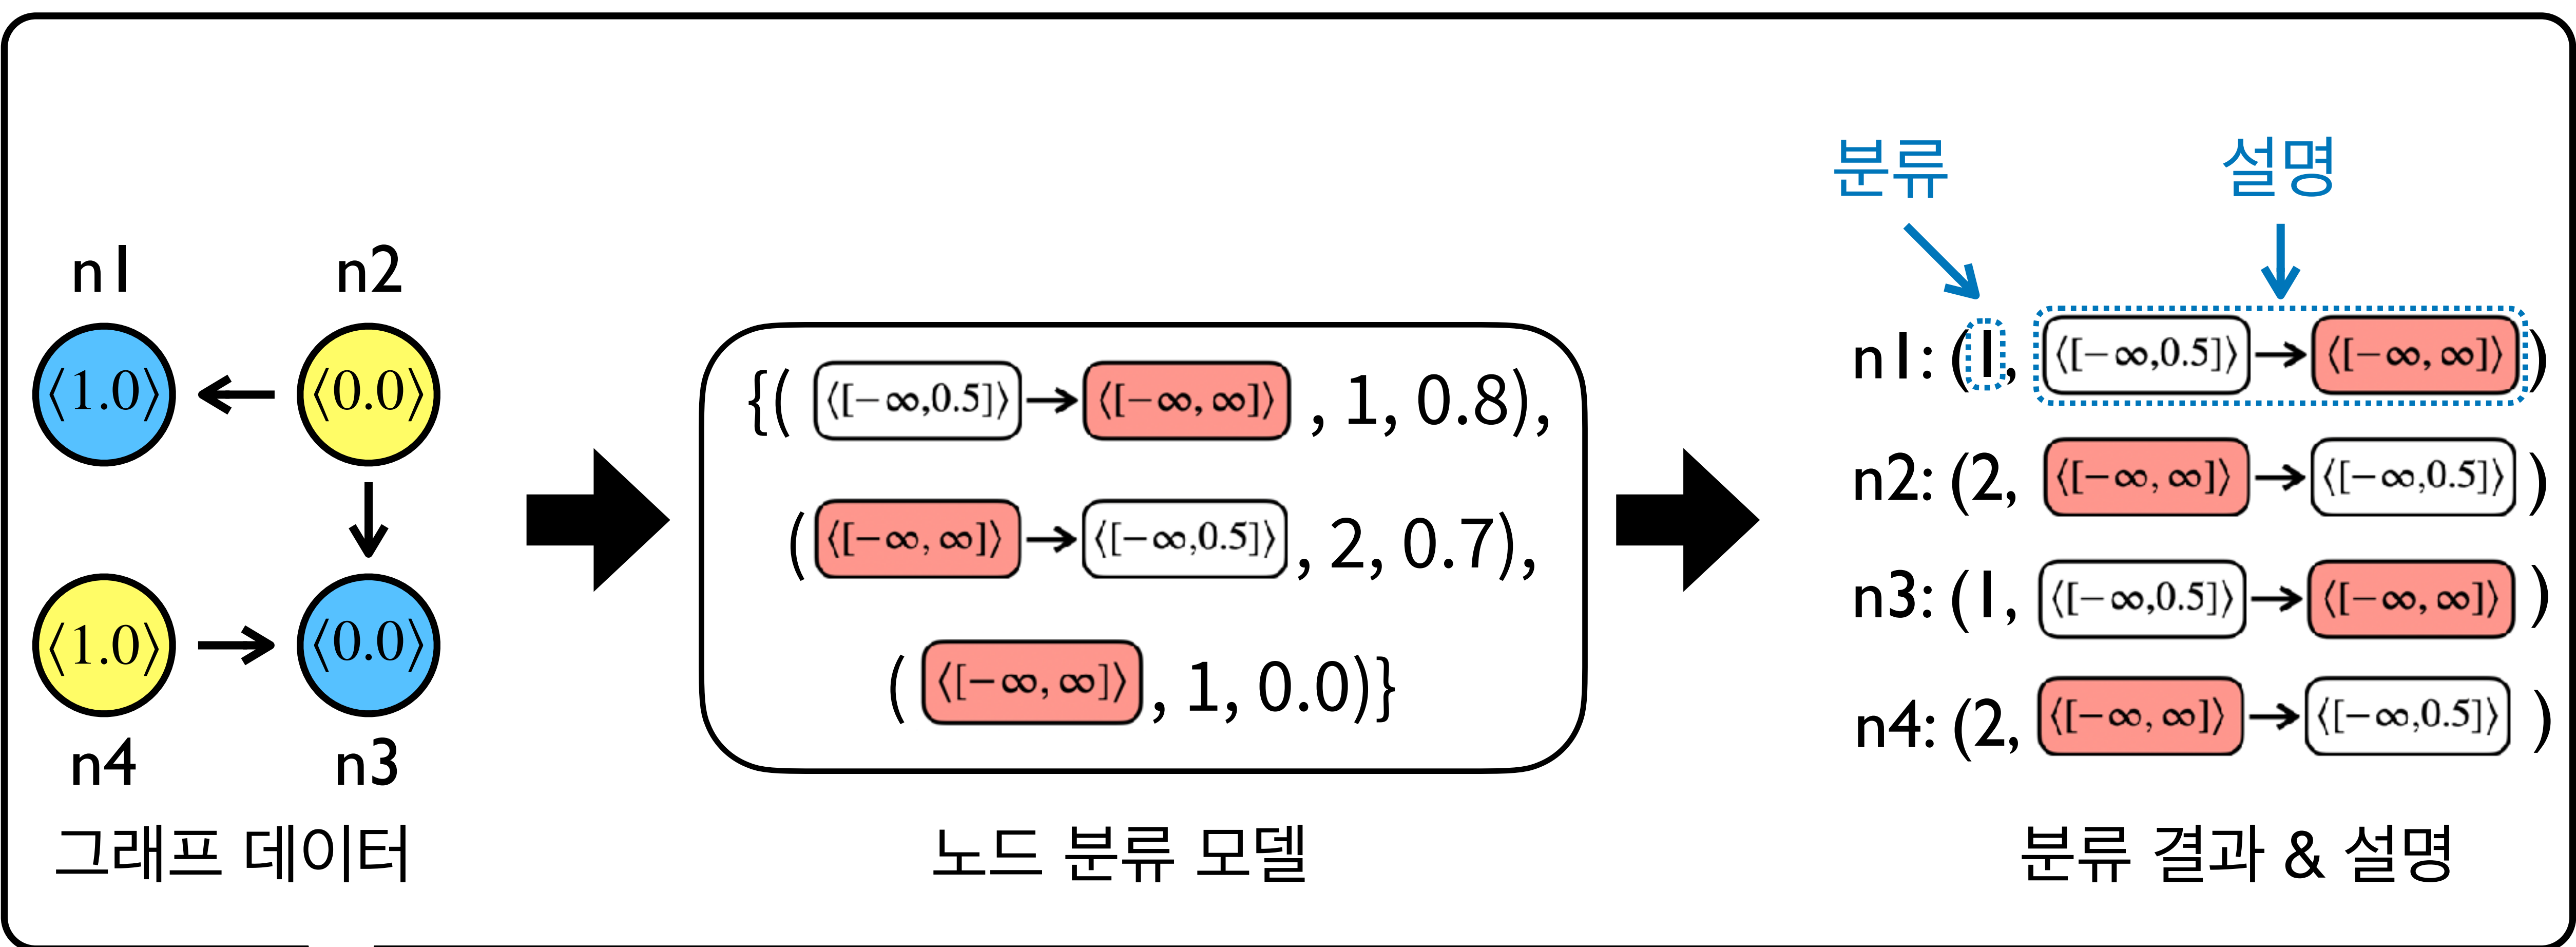 분류 설명
n1 n2
⟨1.0⟩ ← ⟨0.0⟩
⟨1.0⟩ → ⟨0.0⟩
n4 n3
그래프 데이터
{( ⟨[−∞,0.5]⟩ → ⟨[−∞, ∞]⟩ , 1, 0.8),
( ⟨[−∞, ∞]⟩ → ⟨[−∞,0.5]⟩ , 2, 0.7),
( ⟨[−∞, ∞]⟩ , 1, 0.0)}
노드 분류 모델
n1: (1, ⟨[−∞,0.5]⟩ → ⟨[−∞, ∞]⟩ )
n2: (2, ⟨[−∞, ∞]⟩ → ⟨[−∞,0.5]⟩ )
n3: (1, ⟨[−∞,0.5]⟩ → ⟨[−∞, ∞]⟩ )
n4: (2, ⟨[−∞, ∞]⟩ → ⟨[−∞,0.5]⟩ )
분류 결과 & 설명